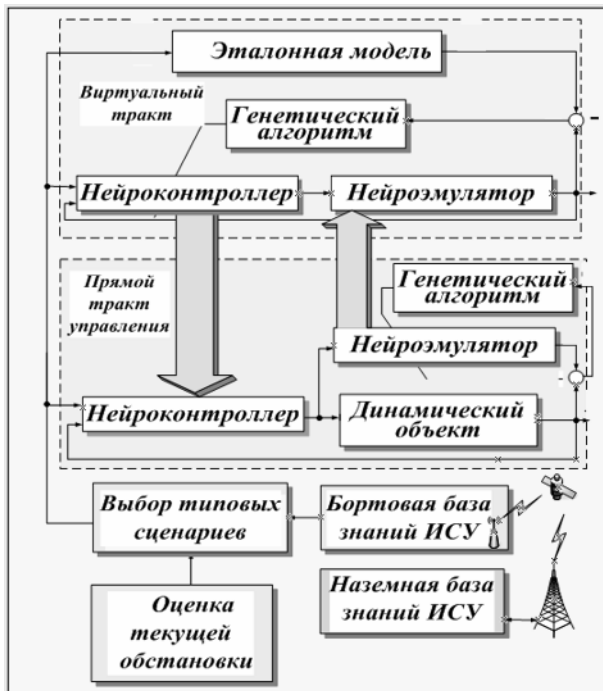 Эталонная модель
Виртуальный
тракт
Генетический
алгоритм
Нейроконтроллер
Нейроэмулятор
Прямой
тракт
управления
Генетический
алгоритм
Нейроэмулятор
Нейроконтроллер
Динамический
объект
Выбор типовых
сценариев
Бортовая база
знаний ИСУ
Наземная база
знаний ИСУ
Оценка
текущей
обстановки